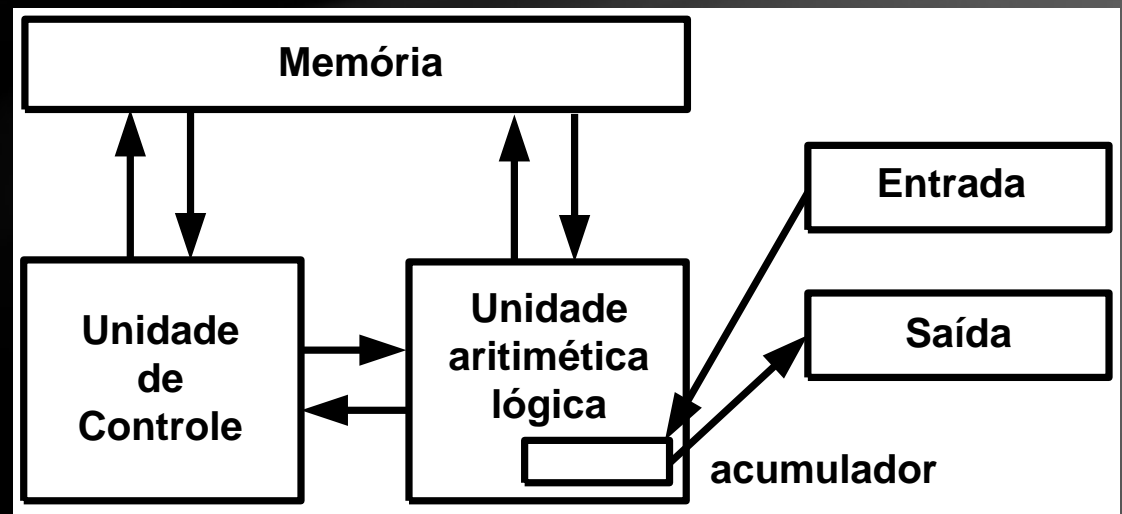 Memória
Entrada
Unidade
de
Controle
Unidade
aritimética
lógica
Saída
acumulador